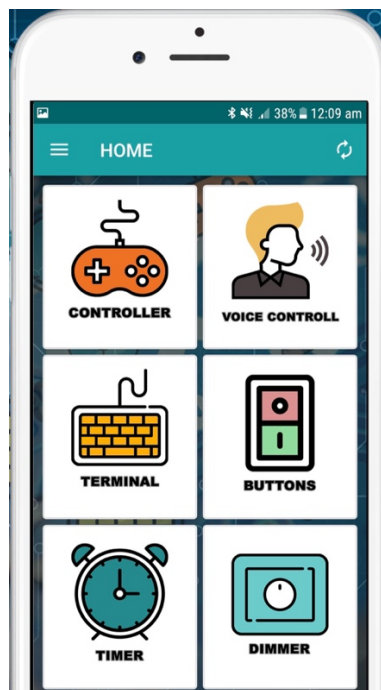 38% 12:09 am
HOME
CONTROLLER
VOICE CONTROLL
TERMINAL
BUTTONS
TIMER
DIMMER